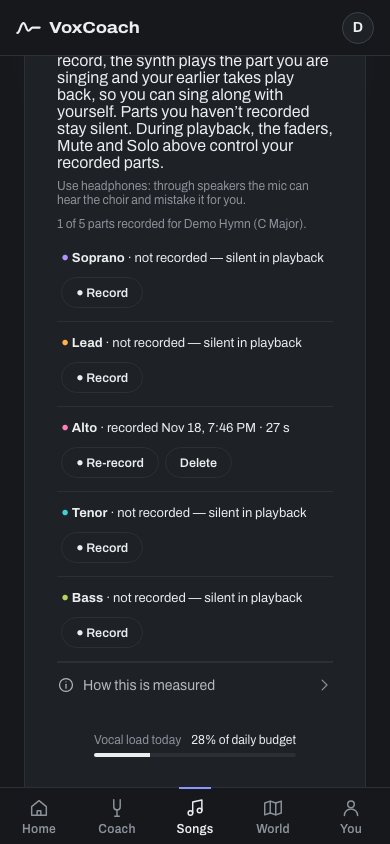 VoxCoach
D
record, the synth plays the part you are
singing and your earlier takes play
back, so you can sing along with
yourself. Parts you haven’t recorded
stay silent. During playback, the faders,
Mute and Solo above control your
recorded parts.
Use headphones: through speakers the mic can
hear the choir and mistake it for you.
1 of 5 parts recorded for Demo Hymn (C Major).
Soprano · not recorded — silent in playback
Record
Lead · not recorded — silent in playback
Record
Alto · recorded Nov 18, 7:46 PM · 27 s
Re-record Delete
Tenor · not recorded — silent in playback
Record
Bass · not recorded — silent in playback
Record
How this is measured
Vocal load today 28% of daily budget
Home Coach Songs World You